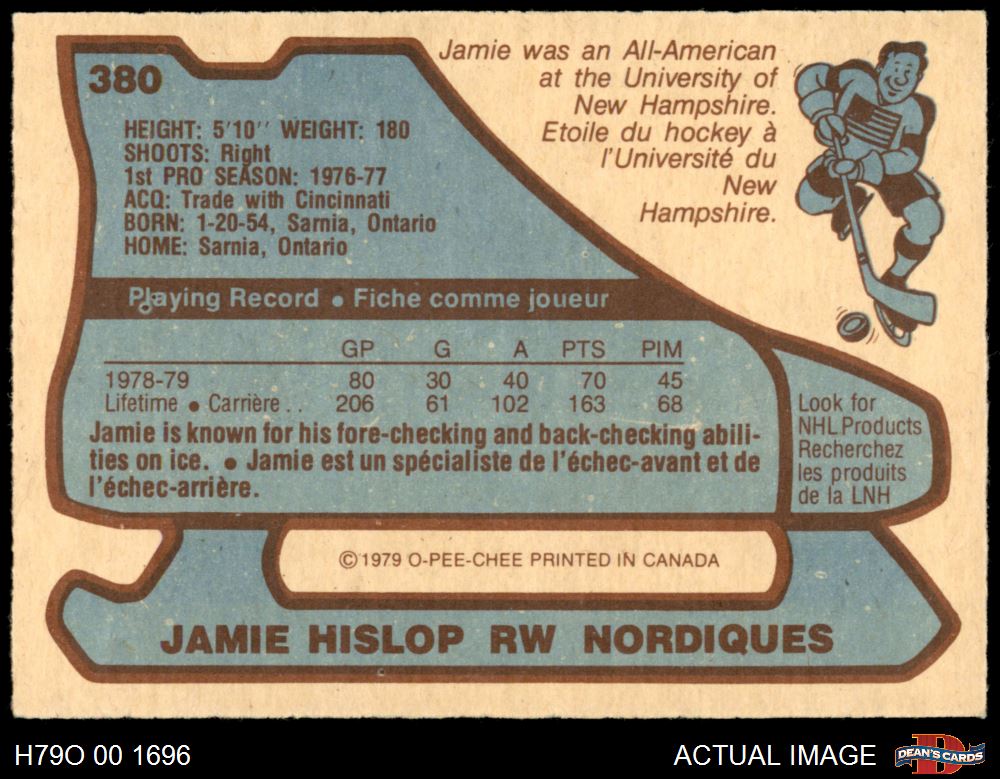 380
Jamie was an All-American
at the University of
New Hampshire.
Etoile du hockey à
l'Université du
New
Hampshire.
HEIGHT: 5'10'' WEIGHT: 180
SHOOTS: Right
1st PRO SEASON: 1976-77
ACQ: Trade with Cincinnati
BORN: 1-20-54, Sarnia, Ontario
HOME: Sarnia, Ontario
Playing Record ● Fiche comme joueur
GP G A PTS PIM
1978-79 80 30 40 70 45
Lifetime ● Carrière . . 206 61 102 163 68
Jamie is known for his fore-checking and back-checking abili-
ties on ice. ● Jamie est un spécialiste de l'échec-avant et de
l'échec-arrière.
Look for
NHL Products
Recherchez
les produits
de la LNH
© 1979 O-PEE-CHEE PRINTED IN CANADA
JAMIE HISLOP RW NORDIQUES
H79O 00 1696
ACTUAL IMAGE
D
DEAN'S CARDS